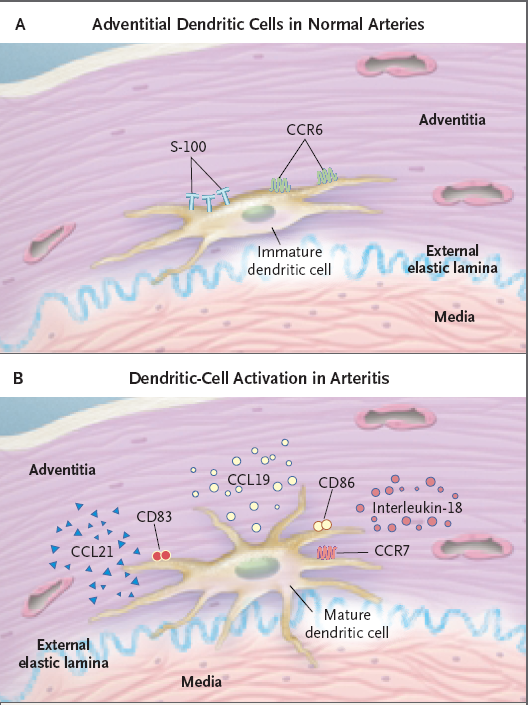 A
Adventitial Dendritic Cells in Normal Arteries
CCR6
Adventitia
S-100
Immature
dendritic cell
External
elastic lamina
Media
B
Dendritic-Cell Activation in Arteritis
Adventitia
CCL19
CD86
Interleukin-18
CD83
CCL21
CCR7
Mature
dendritic cell
External
elastic lamina
Media